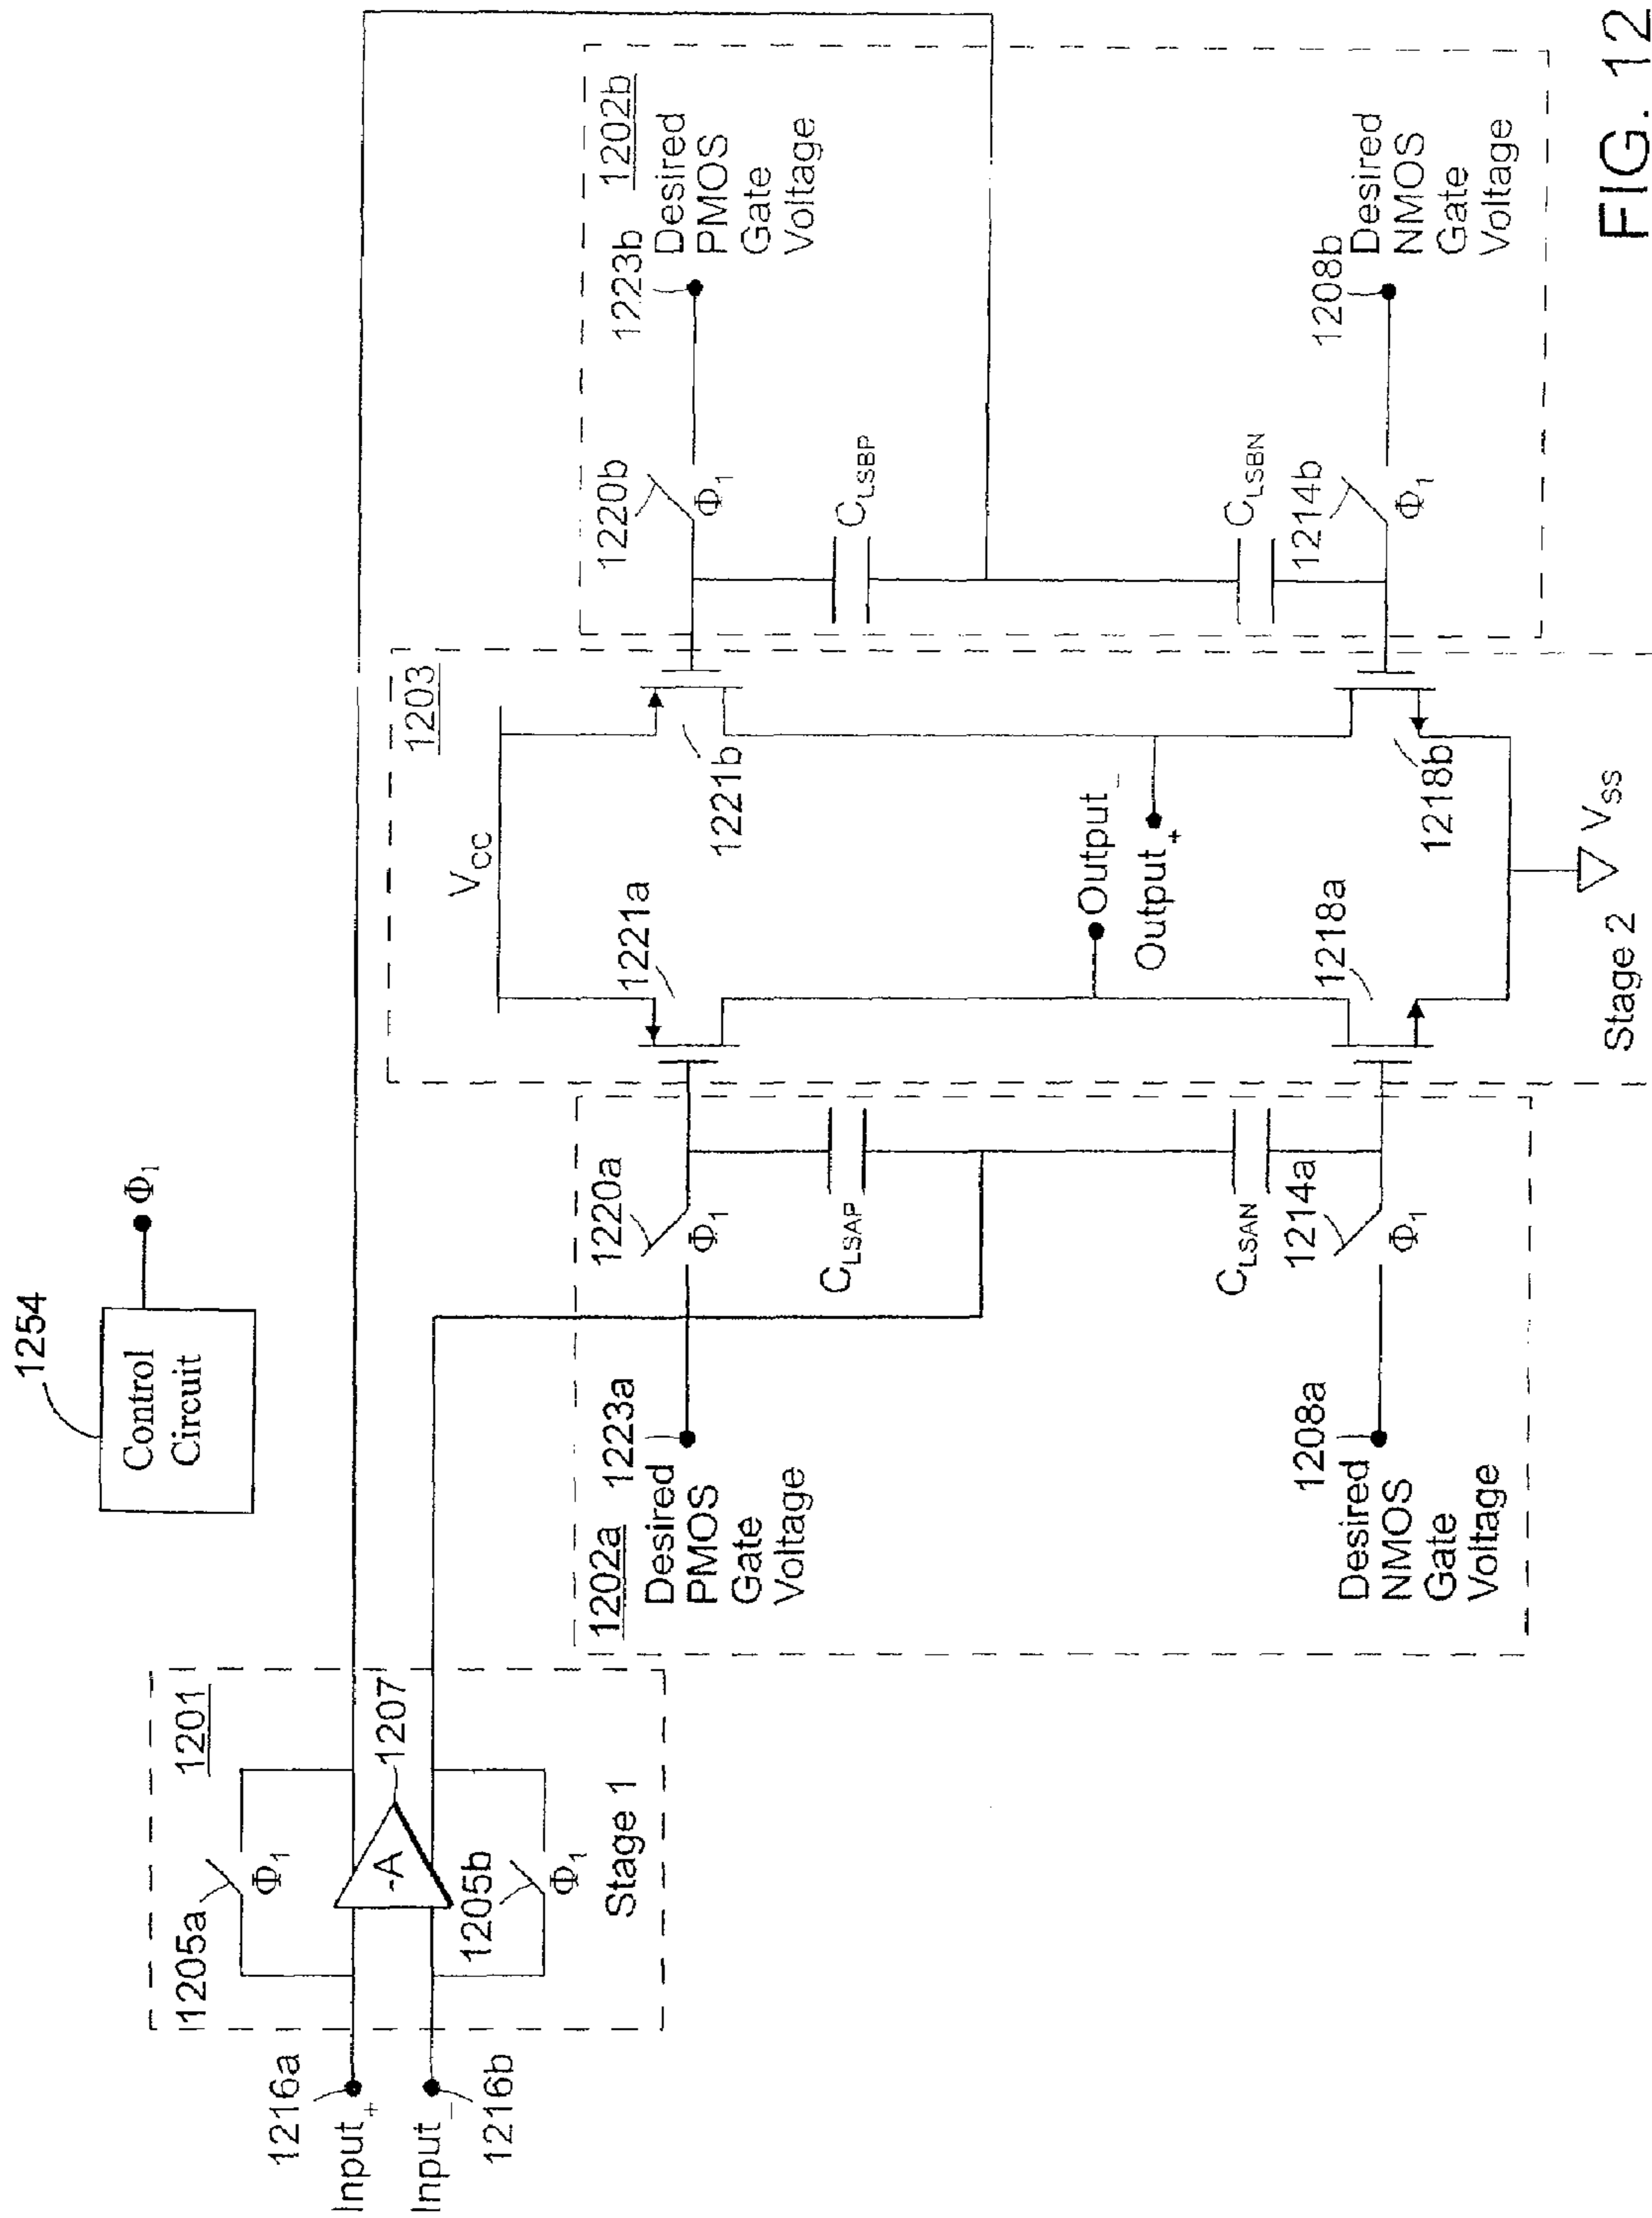 1254
Control
Circuit
Φ1
1201
1205a
Φ1
1216a
Input+
-A
1207
Input_
1216b
1205b
Φ1
Stage 1
1202a
1223a
Desired
PMOS
Gate
Voltage
1220a
Φ1
CLSAP
CLSAN
1214a
Φ1
1208a
Desired
NMOS
Gate
Voltage
1203
VCC
1221a
1221b
Output_
Output+
1218a
1218b
VSS
Stage 2
1202b
1223b
Desired
PMOS
Gate
Voltage
1220b
Φ1
CLSBP
CLSBN
1214b
Φ1
1208b
Desired
NMOS
Gate
Voltage
FIG. 12